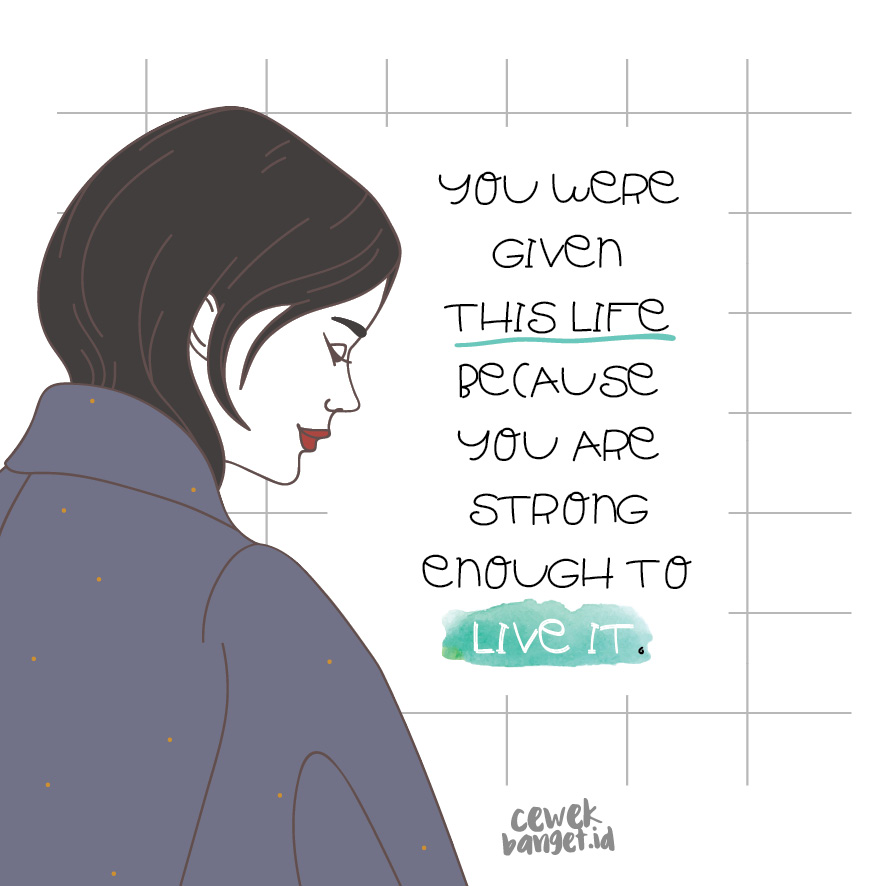 YOU WERE
GIVEN
THIS LIFE
BECAUSE
YOU ARE
STRONG
ENOUGH TO
LIVE IT.
cewek
banget.id